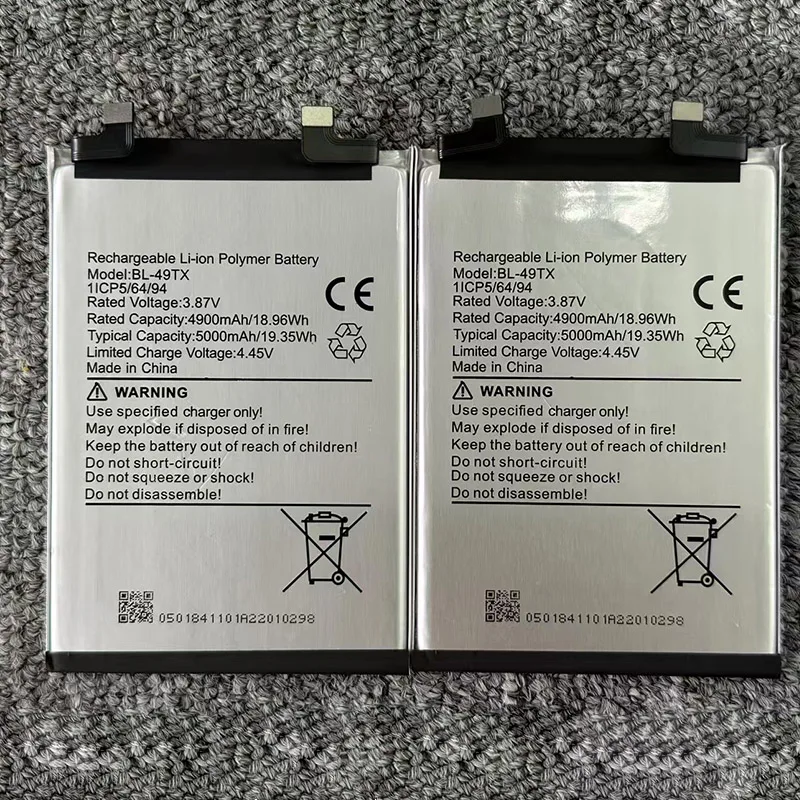 Rechargeable Li-ion Polymer Battery
Model:BL-49TX
1ICP5/64/94
Rated Voltage:3.87V
Rated Capacity:4900mAh/18.96Wh
Typical Capacity:5000mAh/19.35Wh
Limited Charge Voltage:4.45V
Made in China
CE
WARNING
Use specified charger only!
May explode if disposed of in fire!
Keep the battery out of reach of children!
Do not short-circuit!
Do not squeeze or shock!
Do not disassemble!
0501841101A22010298
Rechargeable Li-ion Polymer Battery
Model:BL-49TX
1ICP5/64/94
Rated Voltage:3.87V
Rated Capacity:4900mAh/18.96Wh
Typical Capacity:5000mAh/19.35Wh
Limited Charge Voltage:4.45V
Made in China
CE
WARNING
Use specified charger only!
May explode if disposed of in fire!
Keep the battery out of reach of children!
Do not short-circuit!
Do not squeeze or shock!
Do not disassemble!
0501841101A22010298